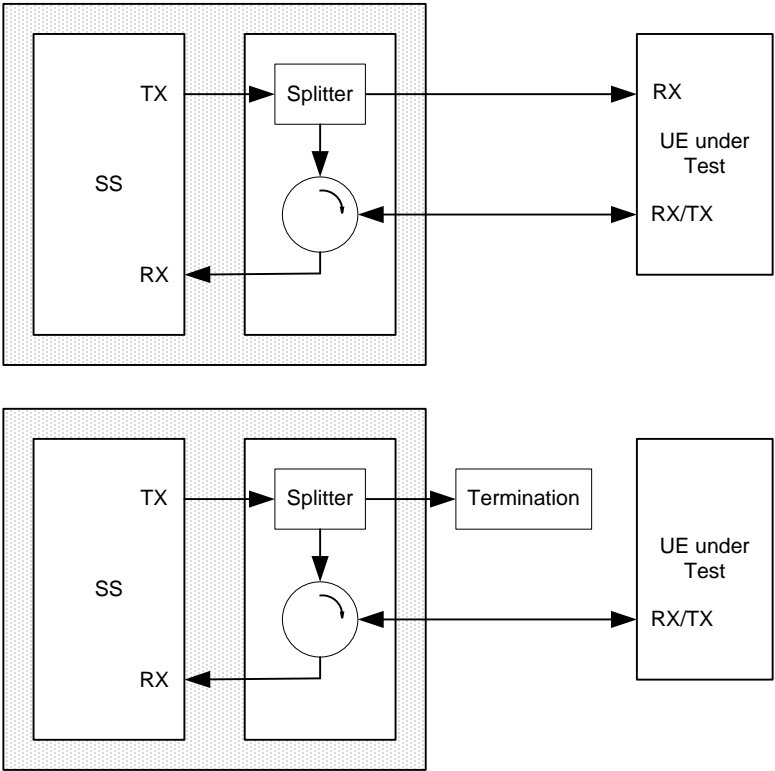 TX
Splitter
RX
UE under
Test
SS
RX/TX
RX
TX
Splitter
Termination
UE under
Test
SS
RX/TX
RX